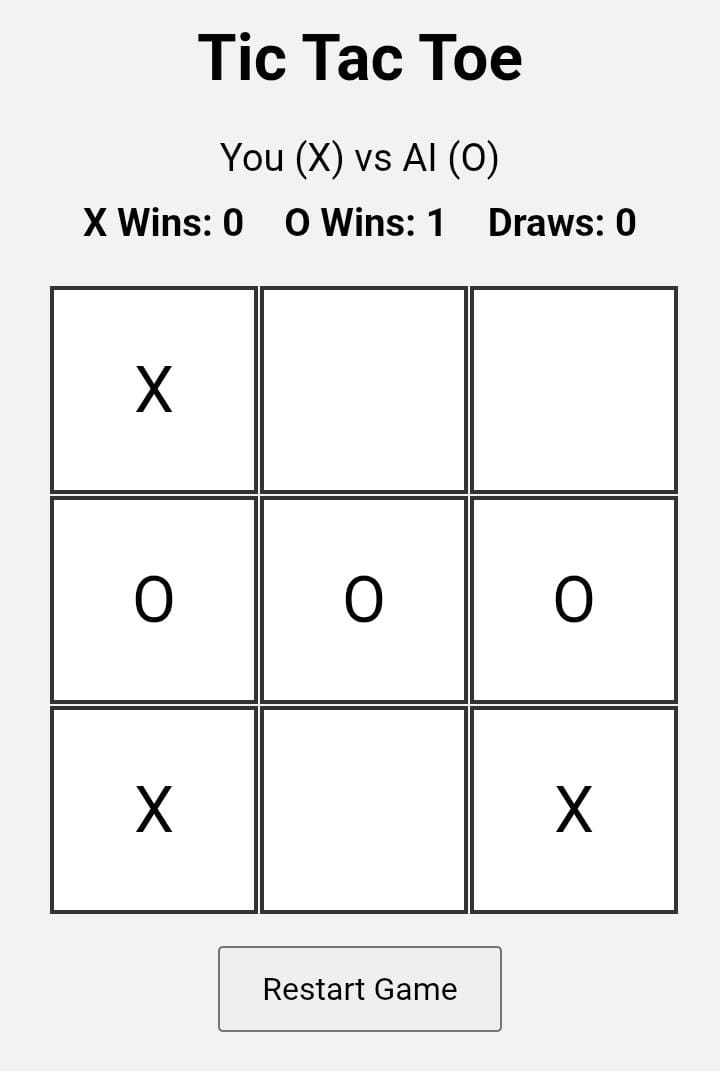 Tic Tac Toe
You (X) vs AI (O)
X Wins: 0 O Wins: 1 Draws: 0
X
O O O
X X
Restart Game